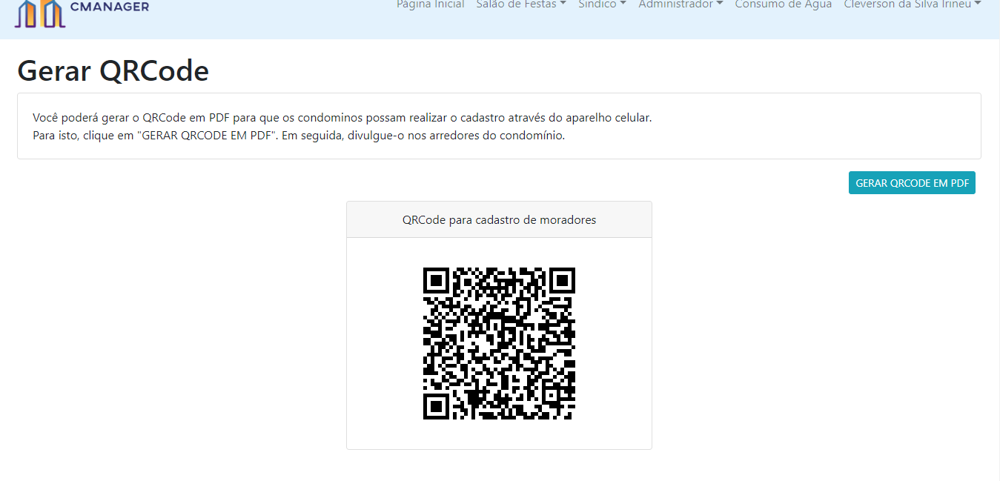 CMANAGER
Página Inicial Salão de Festas Síndico Administrador Consumo de Água Cleverson da Silva Irineu
Gerar QRCode
Você poderá gerar o QRCode em PDF para que os condominos possam realizar o cadastro através do aparelho celular.
Para isto, clique em "GERAR QRCODE EM PDF". Em seguida, divulgue-o nos arredores do condomínio.
GERAR QRCODE EM PDF
QRCode para cadastro de moradores